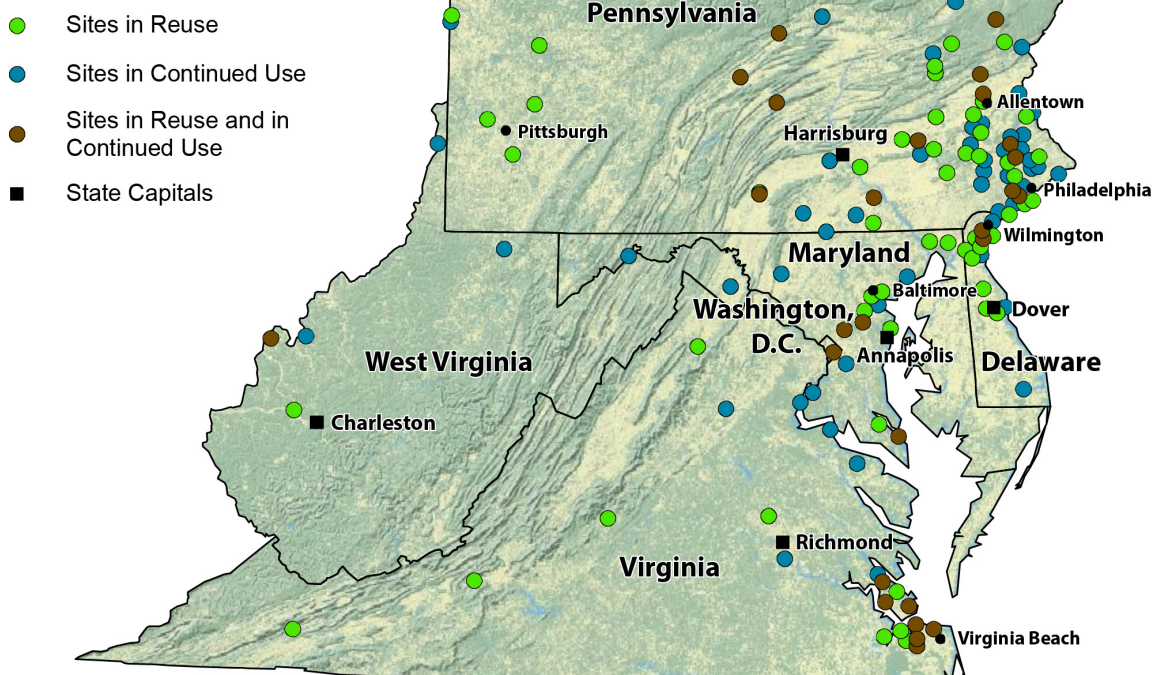 Sites in Reuse
Sites in Continued Use
Sites in Reuse and in
Continued Use
State Capitals
Pennsylvania
Allentown
Pittsburgh
Harrisburg
Philadelphia
Wilmington
Maryland
Baltimore
Washington,
D.C.
Dover
Annapolis
Delaware
West Virginia
Charleston
Richmond
Virginia
Virginia Beach